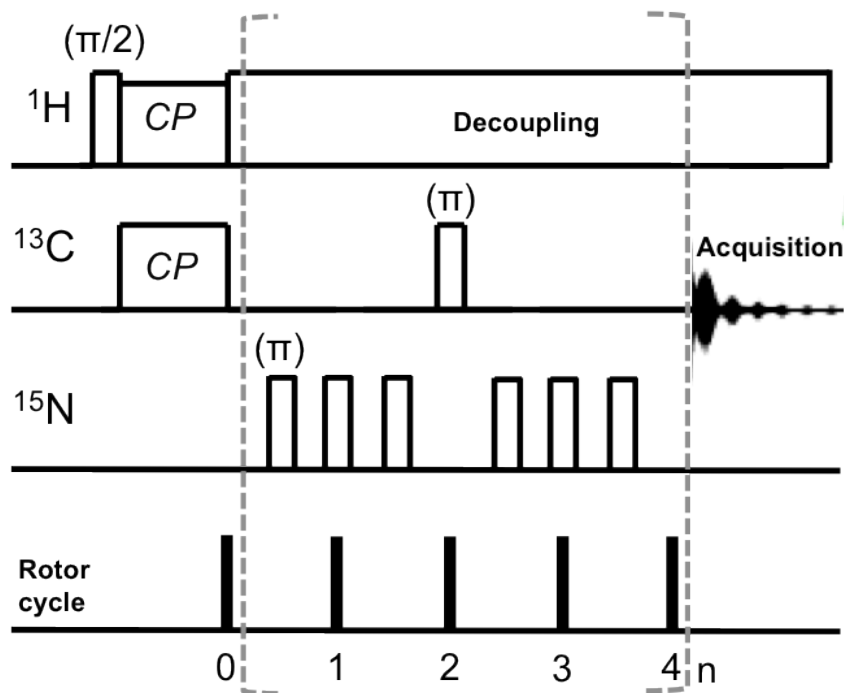 (π/2)
¹H
CP
Decoupling
(π)
¹³C
CP
Acquisition
(π)
¹⁵N
Rotor
cycle
0 1 2 3 4 n